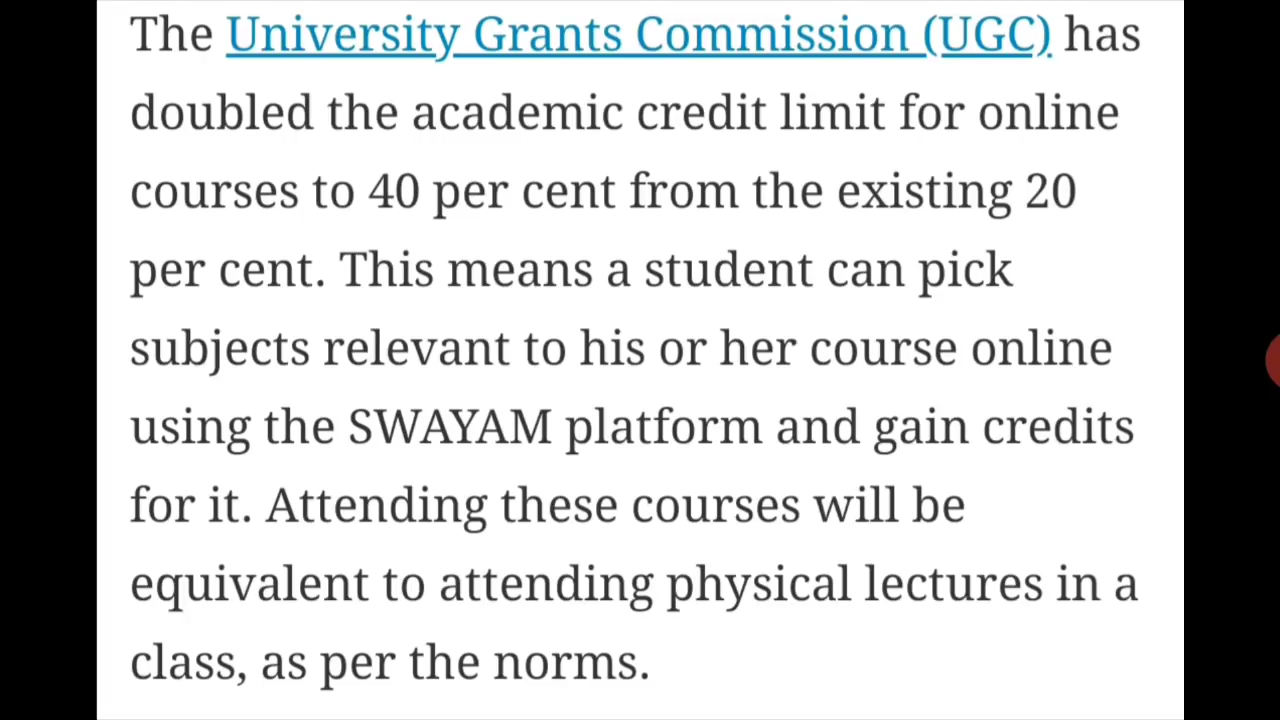 The University Grants Commission (UGC) has
doubled the academic credit limit for online
courses to 40 per cent from the existing 20
per cent. This means a student can pick
subjects relevant to his or her course online
using the SWAYAM platform and gain credits
for it. Attending these courses will be
equivalent to attending physical lectures in a
class, as per the norms.